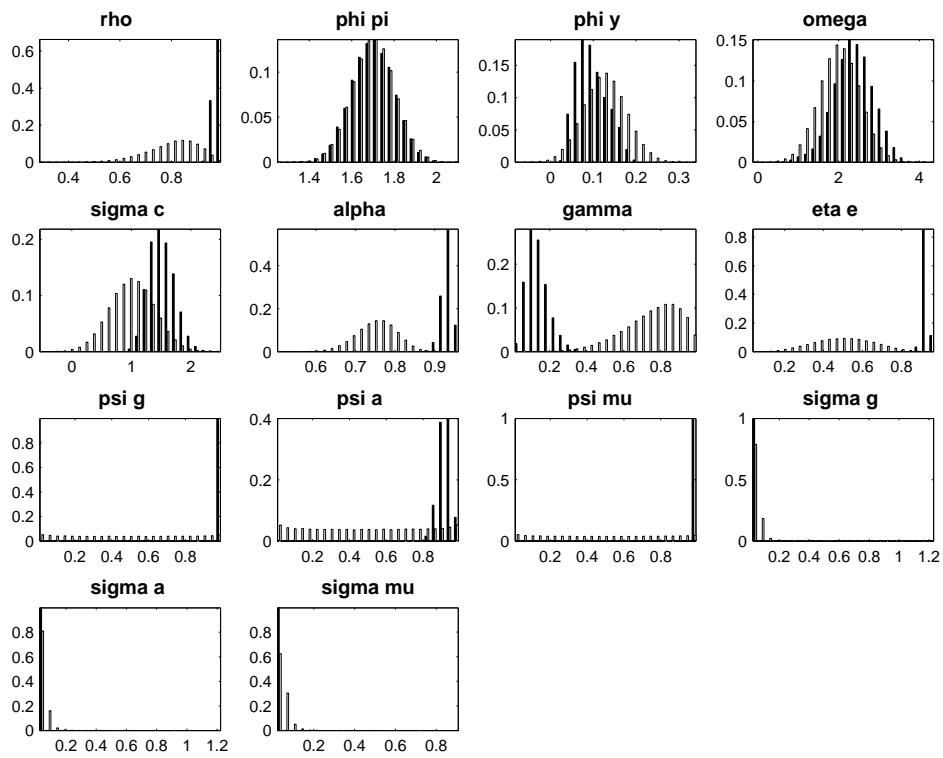 rho phi pi phi y omega
0.6 0.4 0.2 0
0.4 0.6 0.8
0.1 0.05 0
1.4 1.6 1.8 2
0.15 0.1 0.05 0
0 0.1 0.2 0.3
0.15 0.1 0.05 0
0 2 4
sigma c alpha gamma eta e
0.2 0.1 0
0 1 2
0.4 0.2 0
0.6 0.7 0.8 0.9
0.2 0.1 0
0.2 0.4 0.6 0.8
0.8 0.6 0.4 0.2 0
0.2 0.4 0.6 0.8
psi g psi a psi mu sigma g
0.8 0.6 0.4 0.2 0
0.2 0.4 0.6 0.8
0.4 0.2 0
0.2 0.4 0.6 0.8
1 0.5 0
0.2 0.4 0.6 0.8
1 0.5 0
0.2 0.4 0.6 0.8 1 1.2
sigma a sigma mu
0.8 0.6 0.4 0.2 0
0.2 0.4 0.6 0.8 1 1.2
0.8 0.6 0.4 0.2 0
0.2 0.4 0.6 0.8